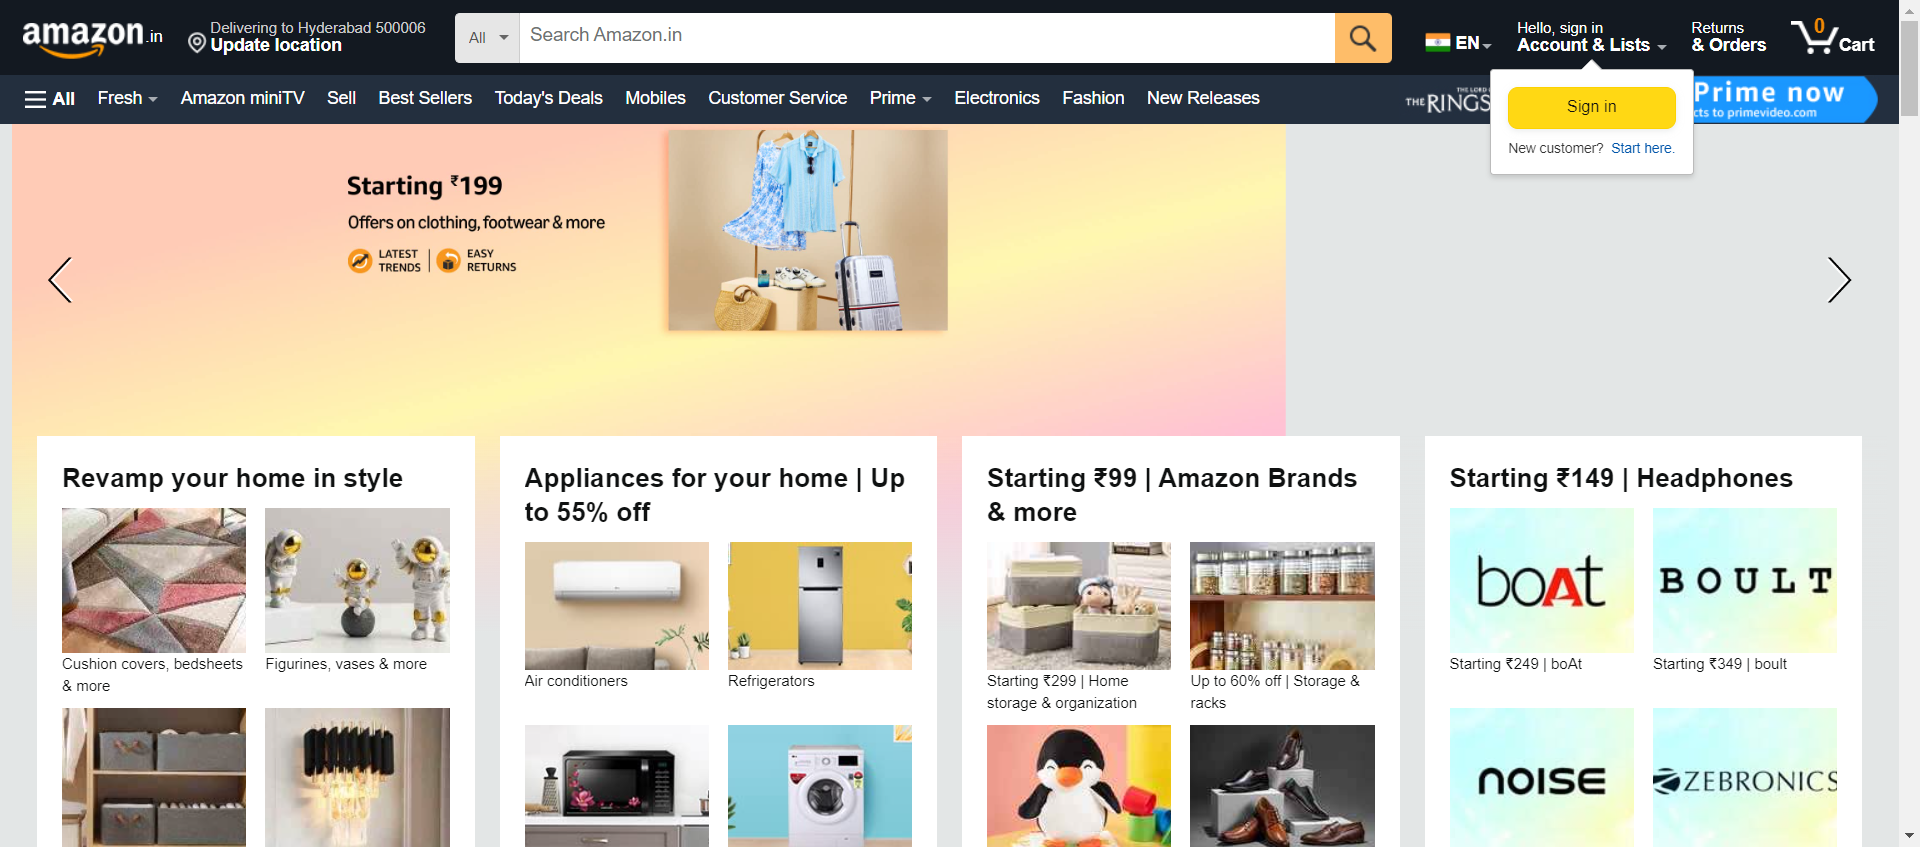 amazon.in
Delivering to Hyderabad 500006
Update location
All
Search Amazon.in
EN
Hello, sign in
Account & Lists
Returns
& Orders
0
Cart
All
Fresh
Amazon miniTV
Sell
Best Sellers
Today's Deals
Mobiles
Customer Service
Prime
Electronics
Fashion
New Releases
THE LORD
THE RINGS
Prime now
cts to primevideo.com
Sign in
New customer? Start here.
Starting ₹199
Offers on clothing, footwear & more
LATEST
TRENDS
EASY
RETURNS
Revamp your home in style
Cushion covers, bedsheets
& more
Figurines, vases & more
Appliances for your home | Up
to 55% off
Air conditioners
Refrigerators
Starting ₹99 | Amazon Brands
& more
Starting ₹299 | Home
storage & organization
Up to 60% off | Storage &
racks
Starting ₹149 | Headphones
boAt
BOULT
Starting ₹249 | boAt
Starting ₹349 | boult
noise
ZEBRONICS